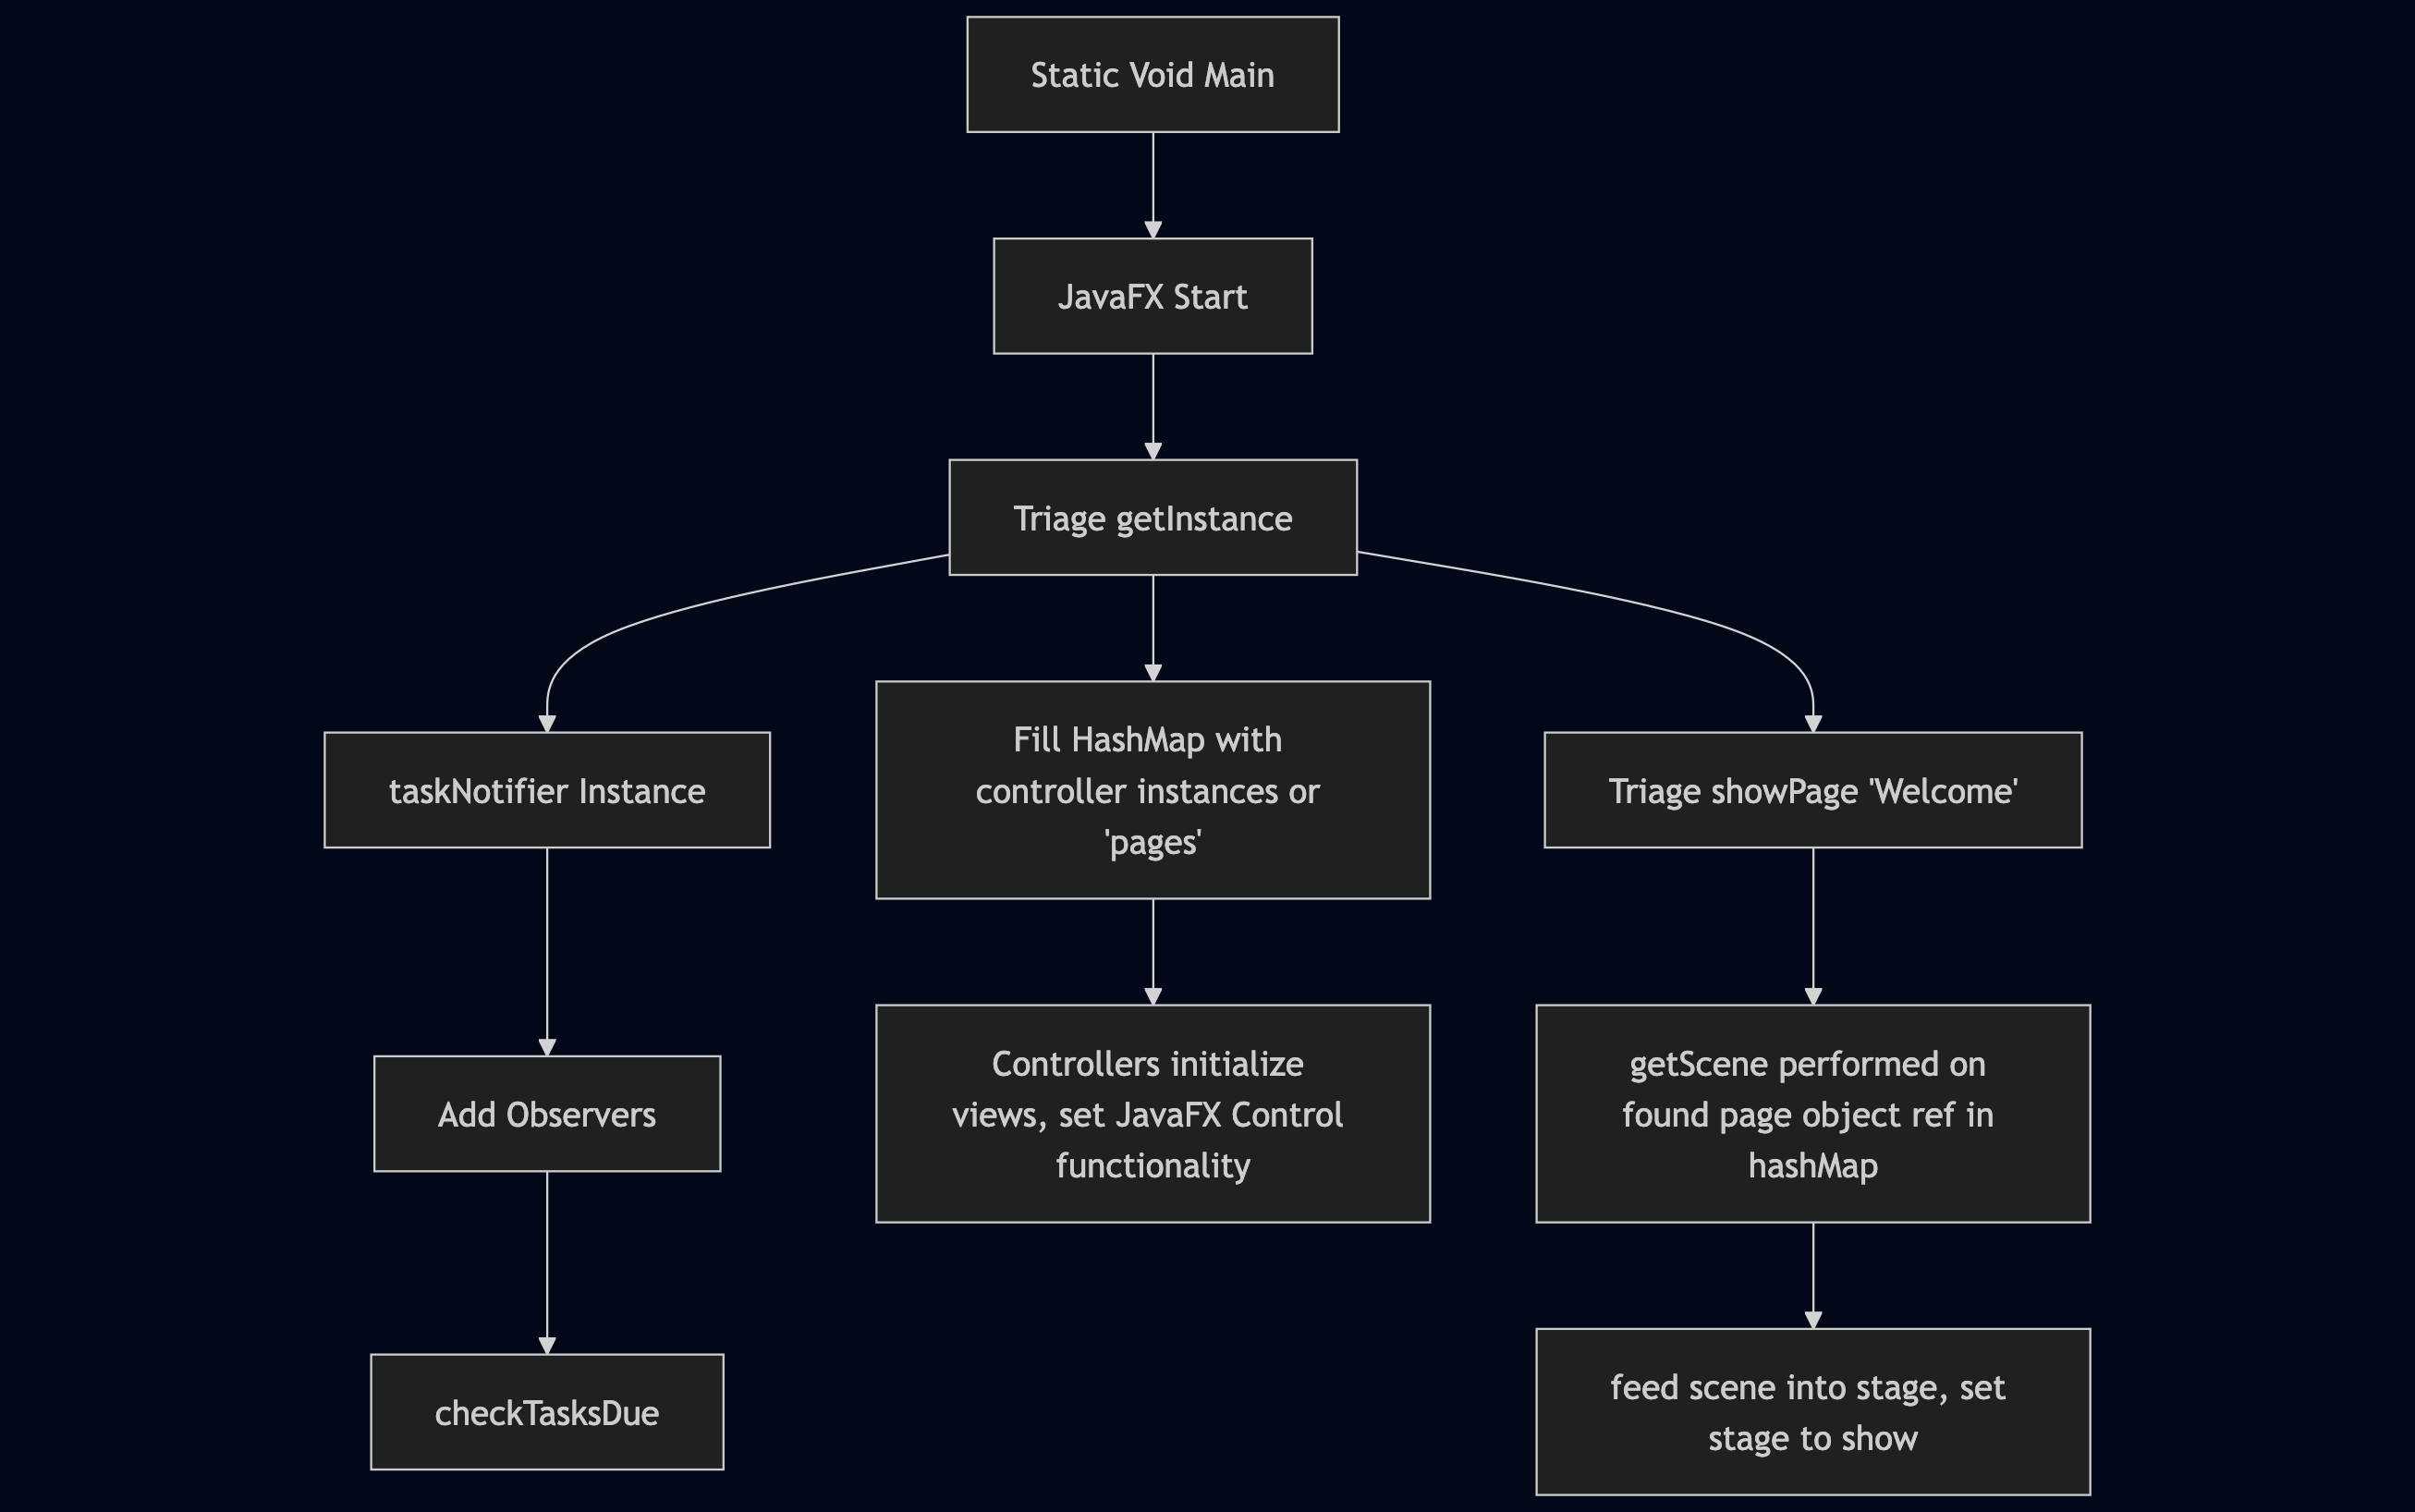 Static Void Main
JavaFX Start
Triage getInstance
taskNotifier Instance
Fill HashMap with
controller instances or
'pages'
Triage showPage 'Welcome'
Add Observers
Controllers initialize
views, set JavaFX Control
functionality
getScene performed on
found page object ref in
hashMap
checkTasksDue
feed scene into stage, set
stage to show